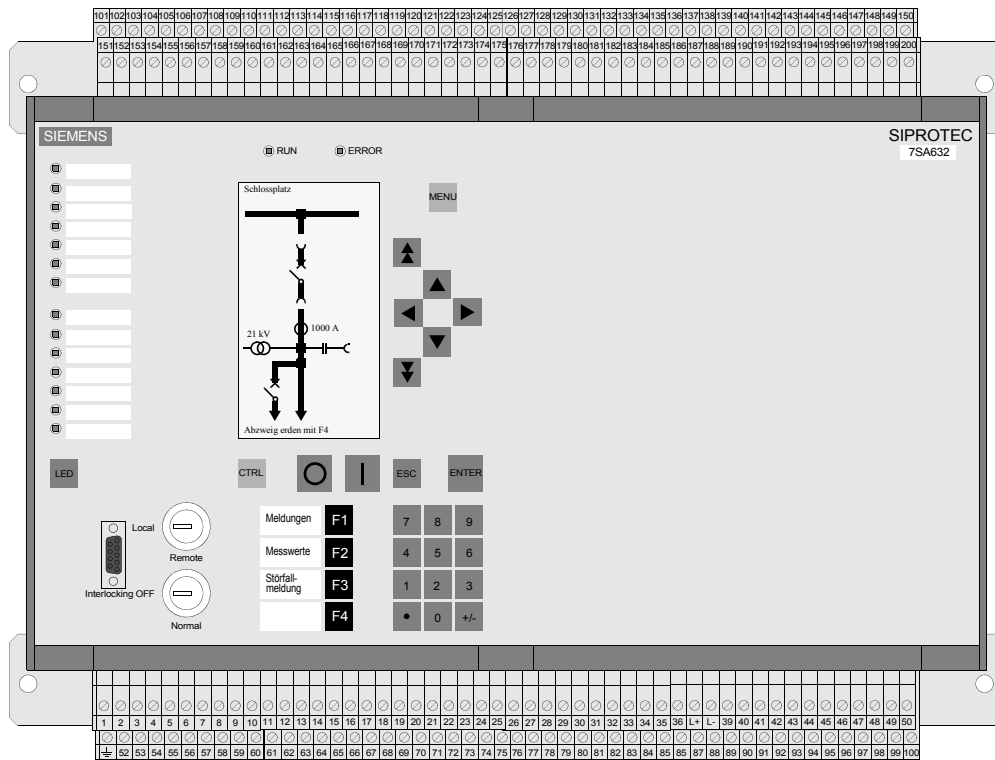 101 102 103 104 105 106 107 108 109 110 111 112 113 114 115 116 117 118 119 120 121 122 123 124 125 126 127 128 129 130 131 132 133 134 135 136 137 138 139 140 141 142 143 144 145 146 147 148 149 150
151 152 153 154 155 156 157 158 159 160 161 162 163 164 165 166 167 168 169 170 171 172 173 174 175 176 177 178 179 180 181 182 183 184 185 186 187 188 189 190 191 192 193 194 195 196 197 198 199 200
SIEMENS
SIPROTEC
7SA632
RUN
ERROR
Schlossplatz
MENU
1000 A
21 kV
Abzweig erden mit F4
LED
CTRL
ESC
ENTER
Local
Remote
Interlocking OFF
Normal
Meldungen F1
Messwerte F2
Störfall-
meldung F3
F4
7 8 9
4 5 6
1 2 3
• 0 +/-
1 2 3 4 5 6 7 8 9 10 11 12 13 14 15 16 17 18 19 20 21 22 23 24 25 26 27 28 29 30 31 32 33 34 35 36 L+ L- 39 40 41 42 43 44 45 46 47 48 49 50
52 53 54 55 56 57 58 59 60 61 62 63 64 65 66 67 68 69 70 71 72 73 74 75 76 77 78 79 80 81 82 83 84 85 85 87 88 89 90 91 92 93 94 95 96 97 98 99 100